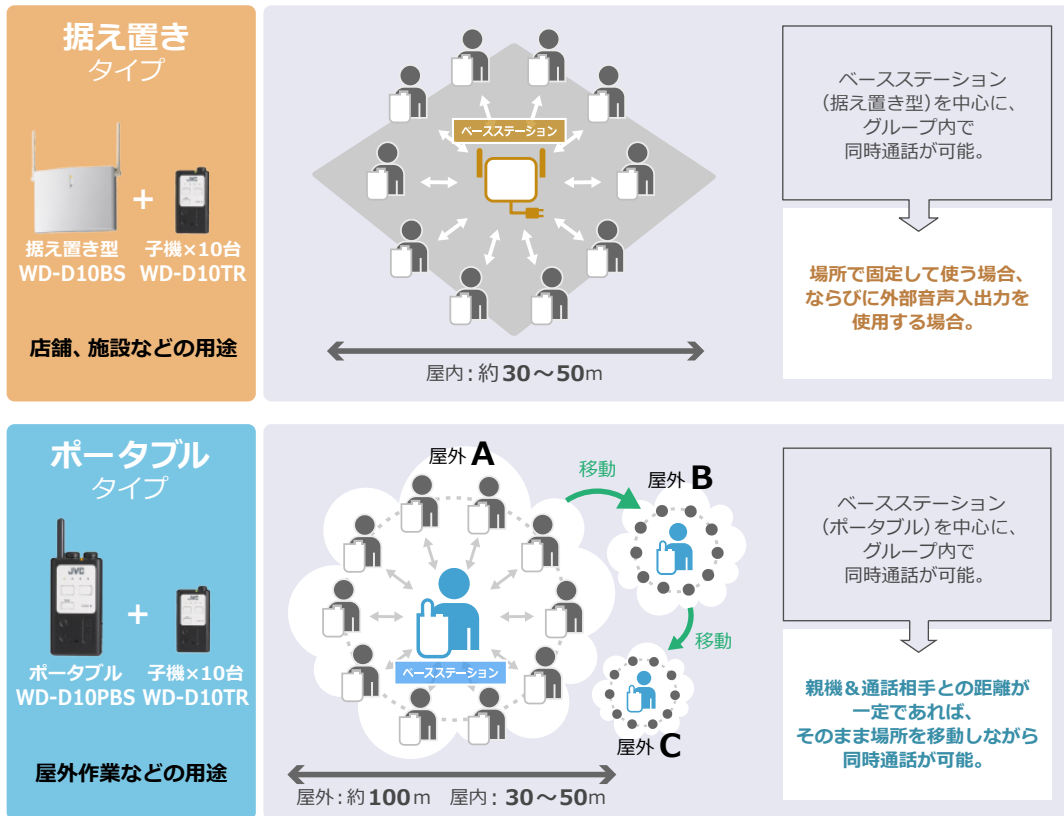 据え置き
タイプ
+
据え置き型 子機×10台
WD-D10BS WD-D10TR
店舗、施設などの用途
ベースステーション
屋内：約30～50m
ベースステーション
（据え置き型）を中心に、
グループ内で
同時通話が可能。
場所で固定して使う場合、
ならびに外部音声入出力を
使用する場合。
ポータブル
タイプ
JVC
+
ポータブル 子機×10台
WD-D10PBS WD-D10TR
屋外作業などの用途
屋外 A
移動
屋外 B
ベースステーション
移動
屋外 C
屋外：約100m 屋内：30～50m
ベースステーション
（ポータブル）を中心に、
グループ内で
同時通話が可能。
親機＆通話相手との距離が
一定であれば、
そのまま場所を移動しながら
同時通話が可能。